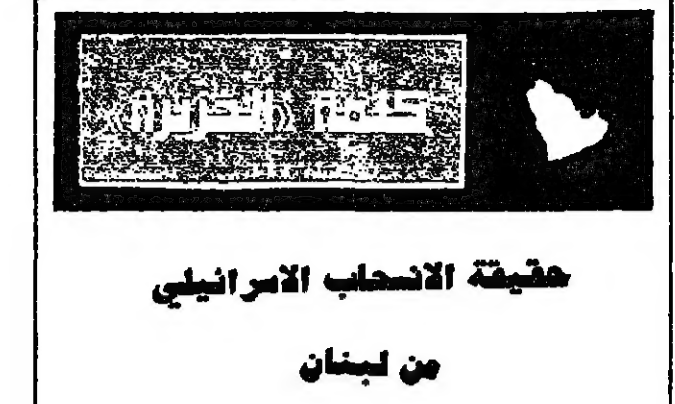 كلمة ((الجزيرة))
حقيقة الانسحاب الاسرائيلي
من لبنان